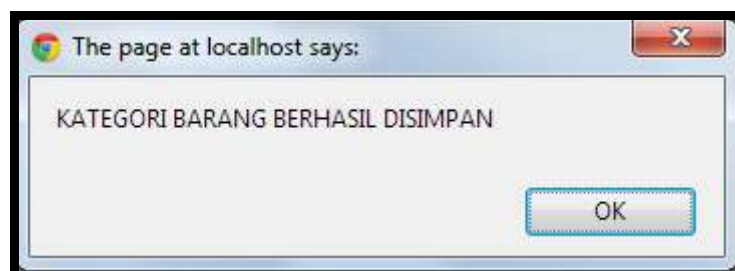 The page at localhost says:
KATEGORI BARANG BERHASIL DISIMPAN
OK